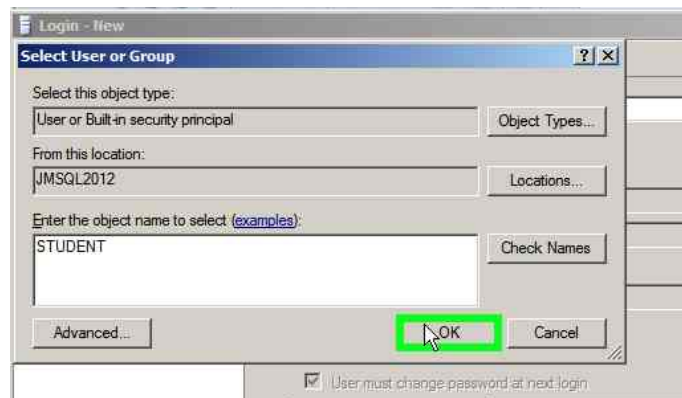 Login - New
Select User or Group
Select this object type:
User or Built-in security principal
Object Types...
From this location:
JMSQL2012
Locations...
Enter the object name to select (examples):
STUDENT
Check Names
Advanced...
OK
Cancel
User must change password at next login